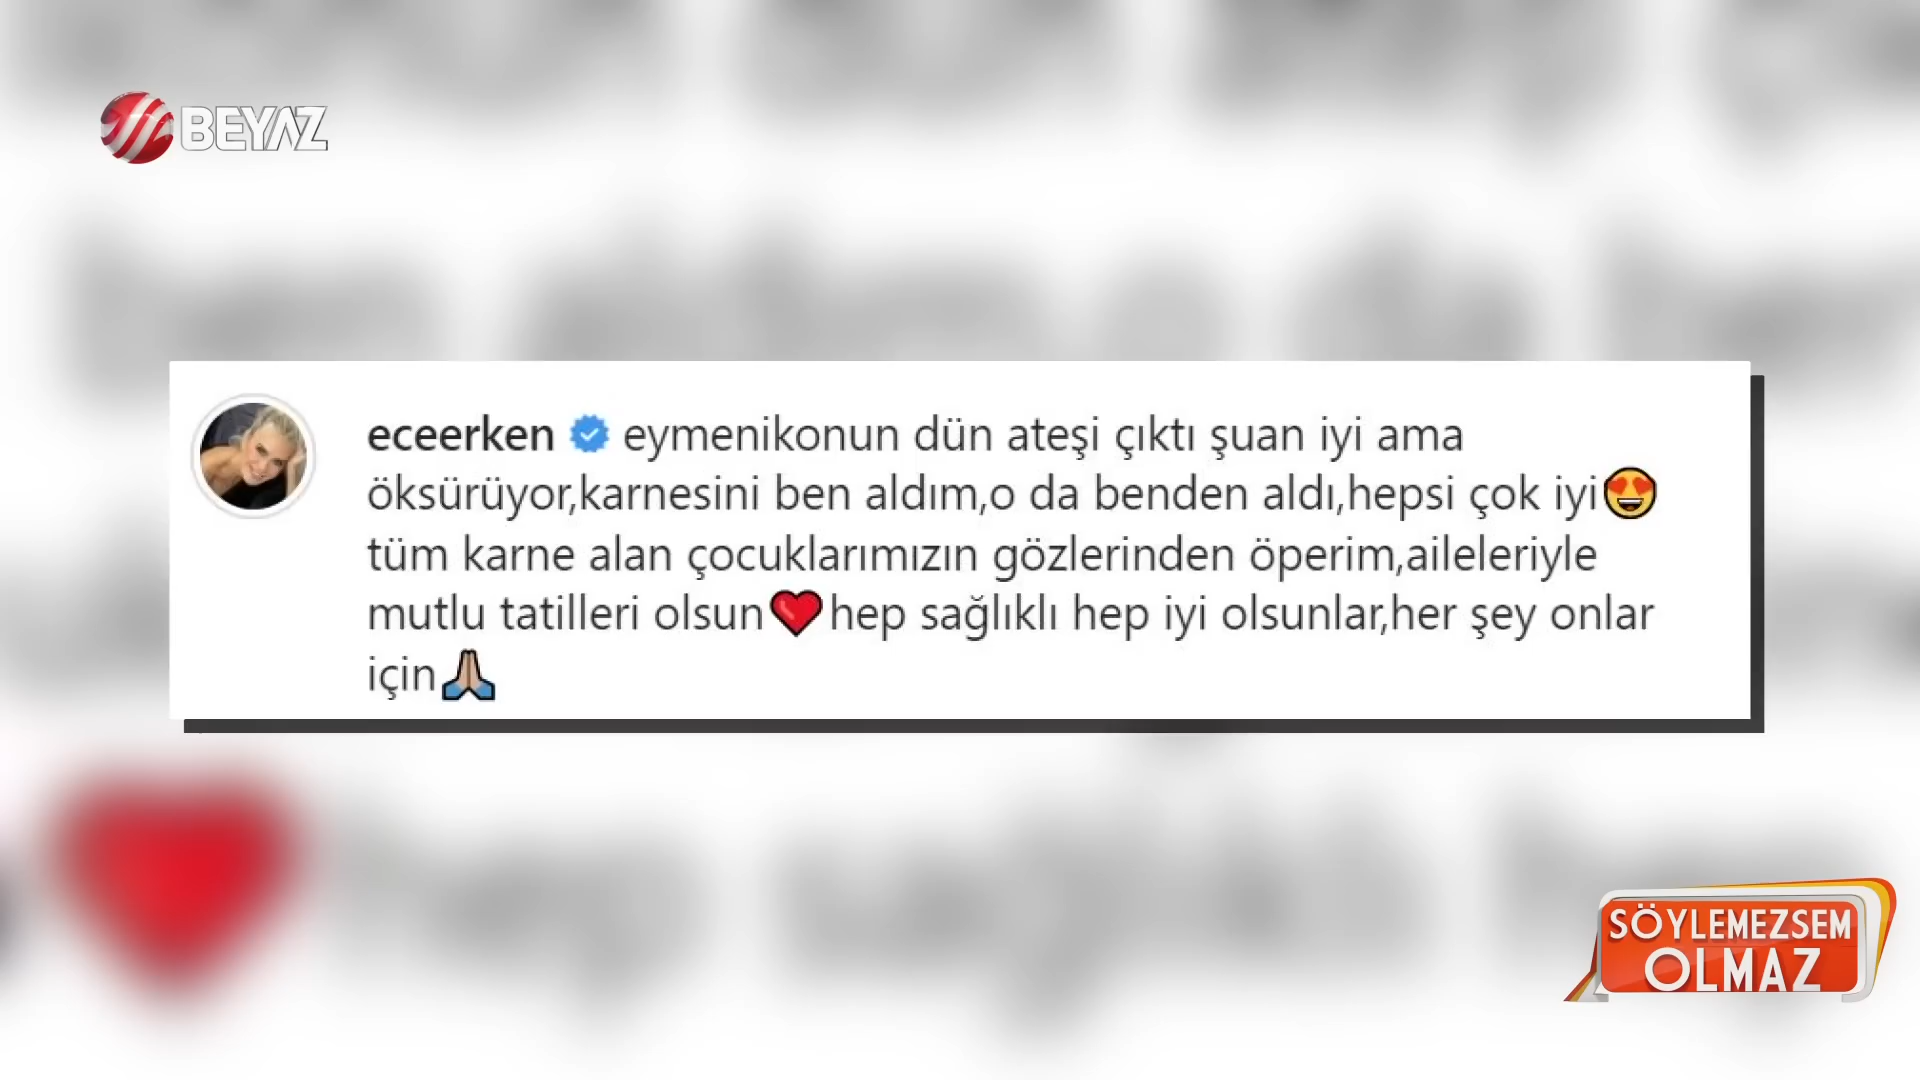 BEYAZ
eceerken eymenikonun dün ateşi çıktı şuan iyi ama
öksürüyor,karnesini ben aldım,o da benden aldı,hepsi çok iyi😍
tüm karne alan çocuklarımızın gözlerinden öperim,aileleriyle
mutlu tatilleri olsun❤️hep sağlıklı hep iyi olsunlar,her şey onlar
için🙏🏼
SÖYLEMEZSEM
OLMAZ